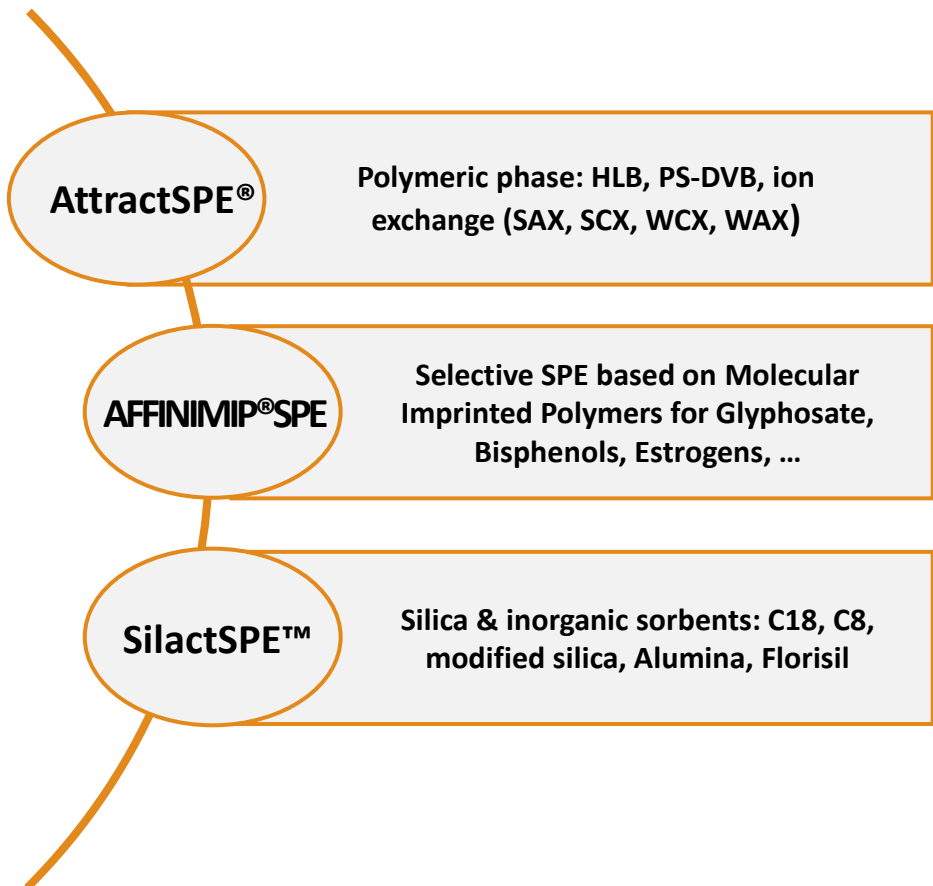 AttractSPE®
Polymeric phase: HLB, PS-DVB, ion
exchange (SAX, SCX, WCX, WAX)
AFFINIMIP®SPE
Selective SPE based on Molecular
Imprinted Polymers for Glyphosate,
Bisphenols, Estrogens, ...
SilactSPE™
Silica & inorganic sorbents: C18, C8,
modified silica, Alumina, Florisil